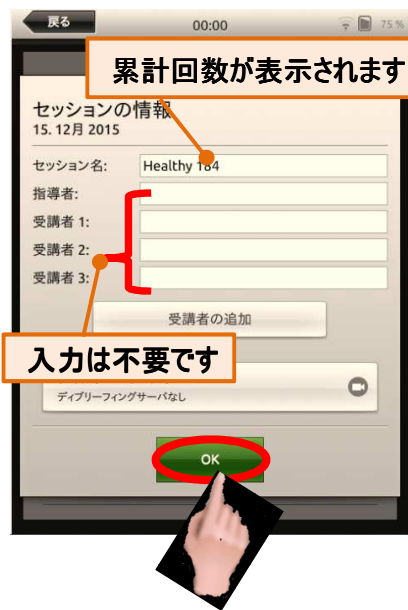 戻る
00:00
75 %
累計回数が表示されます
セッションの情報
15. 12月 2015
セッション名:
Healthy 184
指導者:
受講者 1:
受講者 2:
受講者 3:
受講者の追加
入力は不要です
ディブリーフィングサーバなし
OK